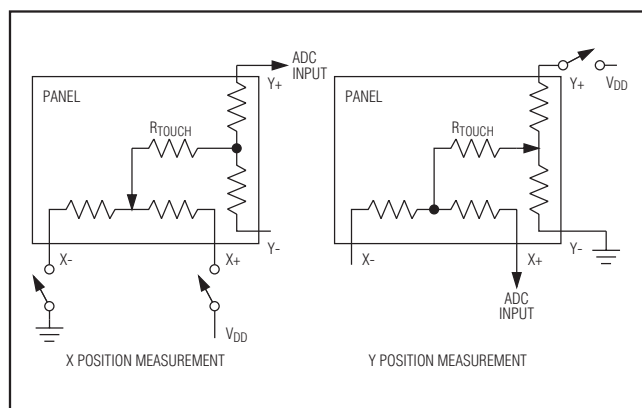 ADC
INPUT
Y+
PANEL
RTOUCH
Y-
X-
X+
VDD
X POSITION MEASUREMENT
Y+
VDD
PANEL
RTOUCH
Y-
X-
X+
ADC
INPUT
Y POSITION MEASUREMENT